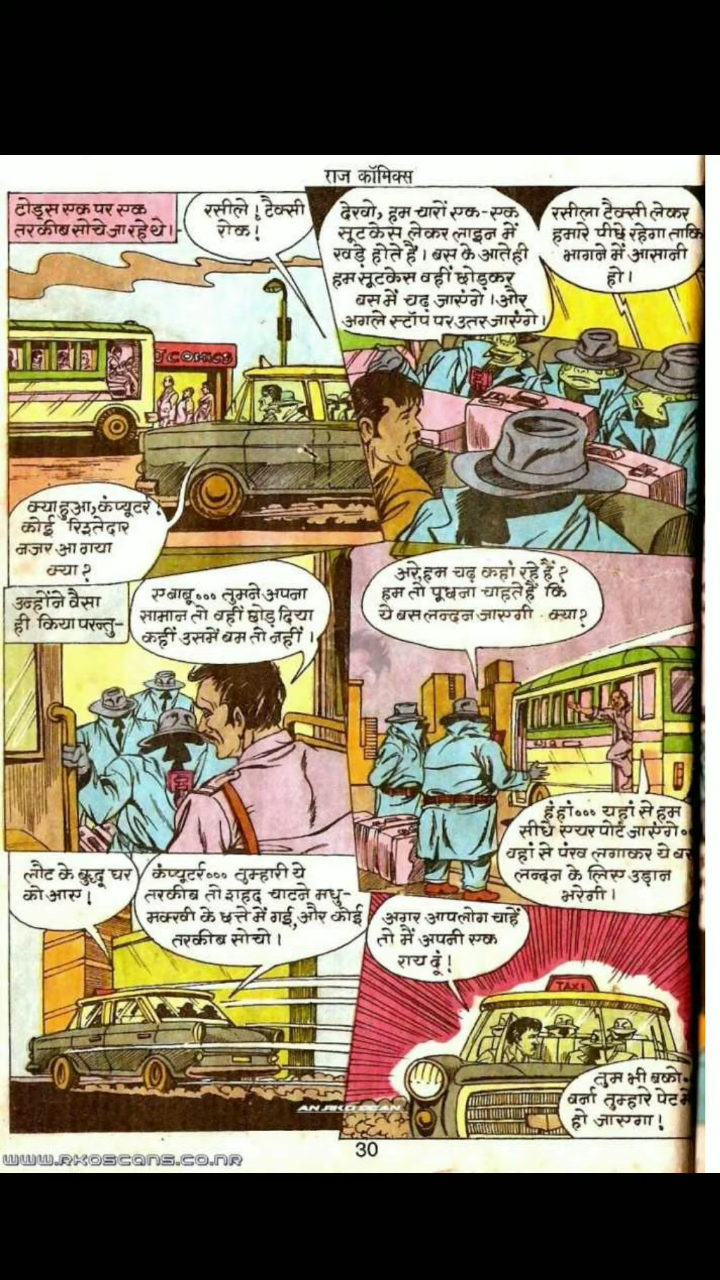 राज कॉमिक्स
टोड्स एक पर एक
तरकीब सोचे जा रहे थे।
रसीले! टैक्सी
रोक!
COMICS
क्या हुआ, कंप्यूटर!
कोई रिश्तेदार
नजर आ गया
क्या?
देखो, हम चारों एक-एक
सूटकेस लेकर लाइन में
खड़े होते हैं। बस के आते ही
हम सूटकेस वहीं छोड़कर
बस में चढ़ जाएंगे। और
अगले स्टॉप पर उतर जाएंगे।
रसीला टैक्सी लेकर
हमारे पीछे रहेगा ताकि
भागने में आसानी
हो।
उन्होंने वैसा
ही किया परन्तु-
ए बाबू... तुमने अपना
सामान तो वहीं छोड़ दिया
कहीं उसमें बम तो नहीं।
अरे, हम चढ़ कहां रहे हैं?
हम तो पूछना चाहते हैं कि
ये बस लन्दन जाएगी क्या?
हं हां... यहां से हम
सीधे एयरपोर्ट जाएंगे..
वहां से पंख लगाकर ये बस
लन्दन के लिए उड़ान
भरेगी।
लौट के बुद्धू घर
को आए!
कंप्यूटर... तुम्हारी ये
तरकीब तो शहद चाटने मधु-
मक्खी के छत्ते में गई, और कोई
तरकीब सोचो।
अगर आपलोग चाहें
तो मैं अपनी एक
राय दूं!
TAXI
तुम भी बको.
वर्ना तुम्हारे पेट में
हो जाएगा!
30
www.rkoscans.co.nr